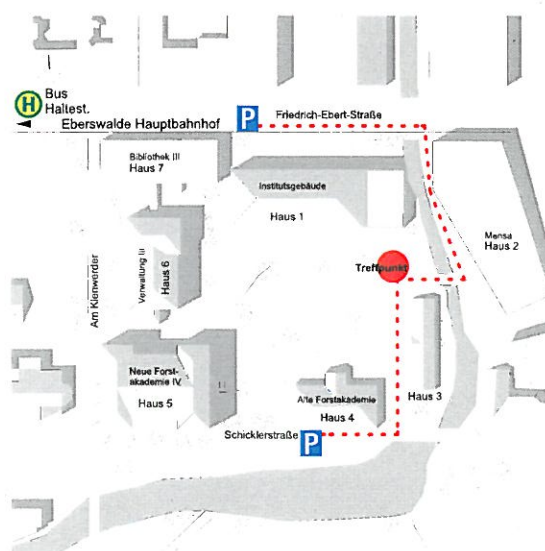 H
Bus
Haltest.
Eberswalde Hauptbahnhof
P
Friedrich-Ebert-Straße
Bibliothek III
Haus 7
Institutsgebäude
Haus 1
Mensa
Haus 2
Am Kienwerder
Verwaltung III
Haus 6
Treffpunkt
Neue Forst-
akademie IV
Haus 5
Alte Forstakademie
Haus 4
Haus 3
Schicklerstraße
P